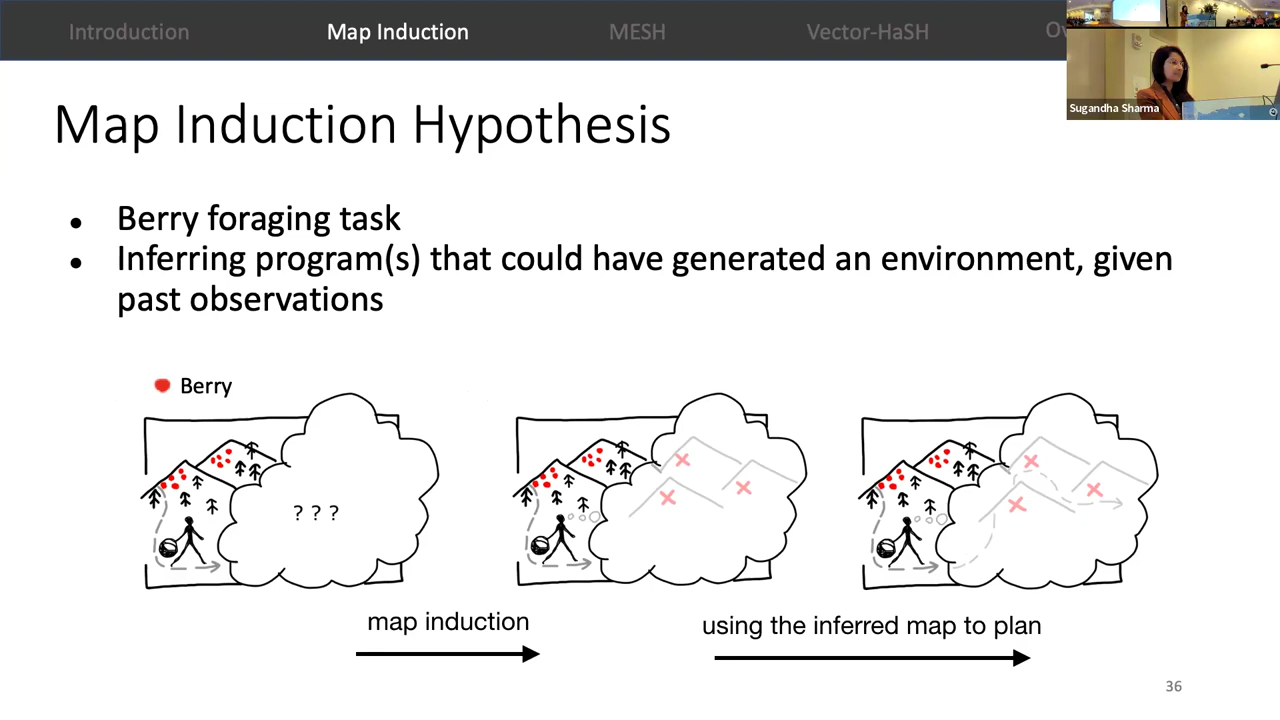 Introduction
Map Induction
MESH
Vector-HaSH
Sugandha Sharma
Map Induction Hypothesis
• Berry foraging task
• Inferring program(s) that could have generated an environment, given
past observations
Berry
? ? ?
map induction
using the inferred map to plan
36